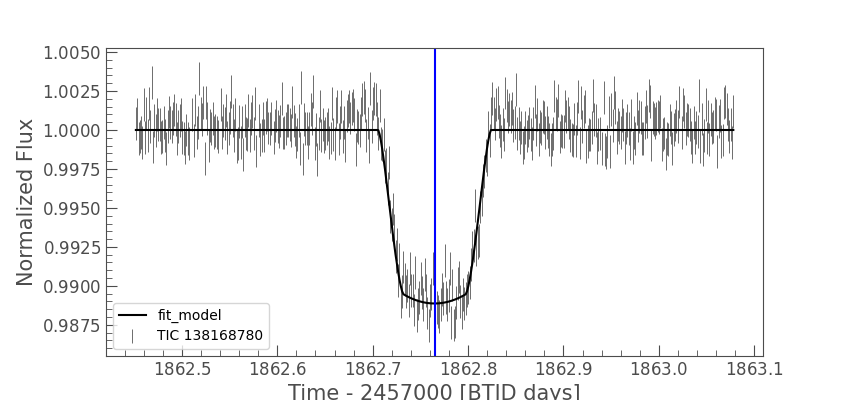 1.0050
1.0025
1.0000
0.9975
0.9950
0.9925
0.9900
0.9875
Normalized Flux
fit_model
TIC 138168780
1862.5 1862.6 1862.7 1862.8 1862.9 1863.0 1863.1
Time - 2457000 [BTJD days]